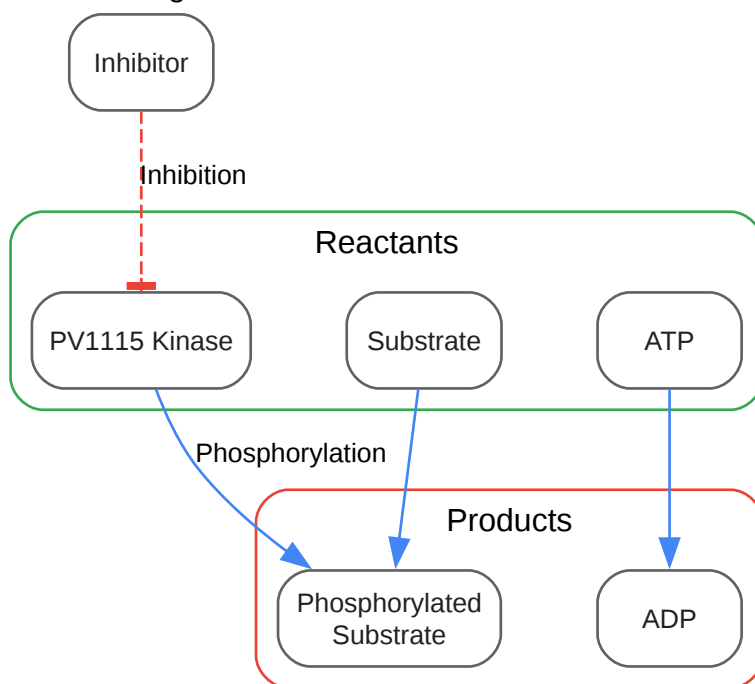 Inhibitor
Inhibition
Reactants
PV1115 Kinase
Substrate
ATP
Phosphorylation
Products
Phosphorylated
Substrate
ADP